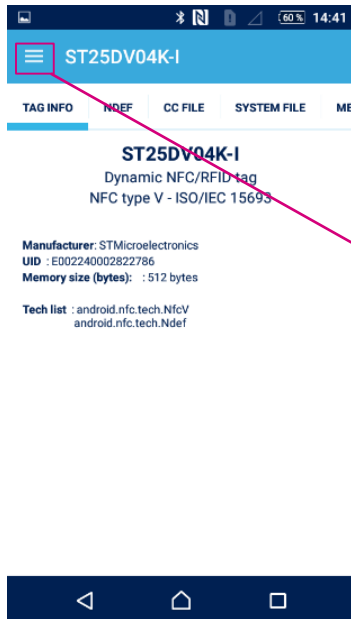 60% 14:41
ST25DV04K-I
TAG INFO NDEF CC FILE SYSTEM FILE ME
ST25DV04K-I
Dynamic NFC/RFID tag
NFC type V - ISO/IEC 15693
Manufacturer: STMicroelectronics
UID : E002240002822786
Memory size (bytes): : 512 bytes
Tech list : android.nfc.tech.NfcV
android.nfc.tech.Ndef